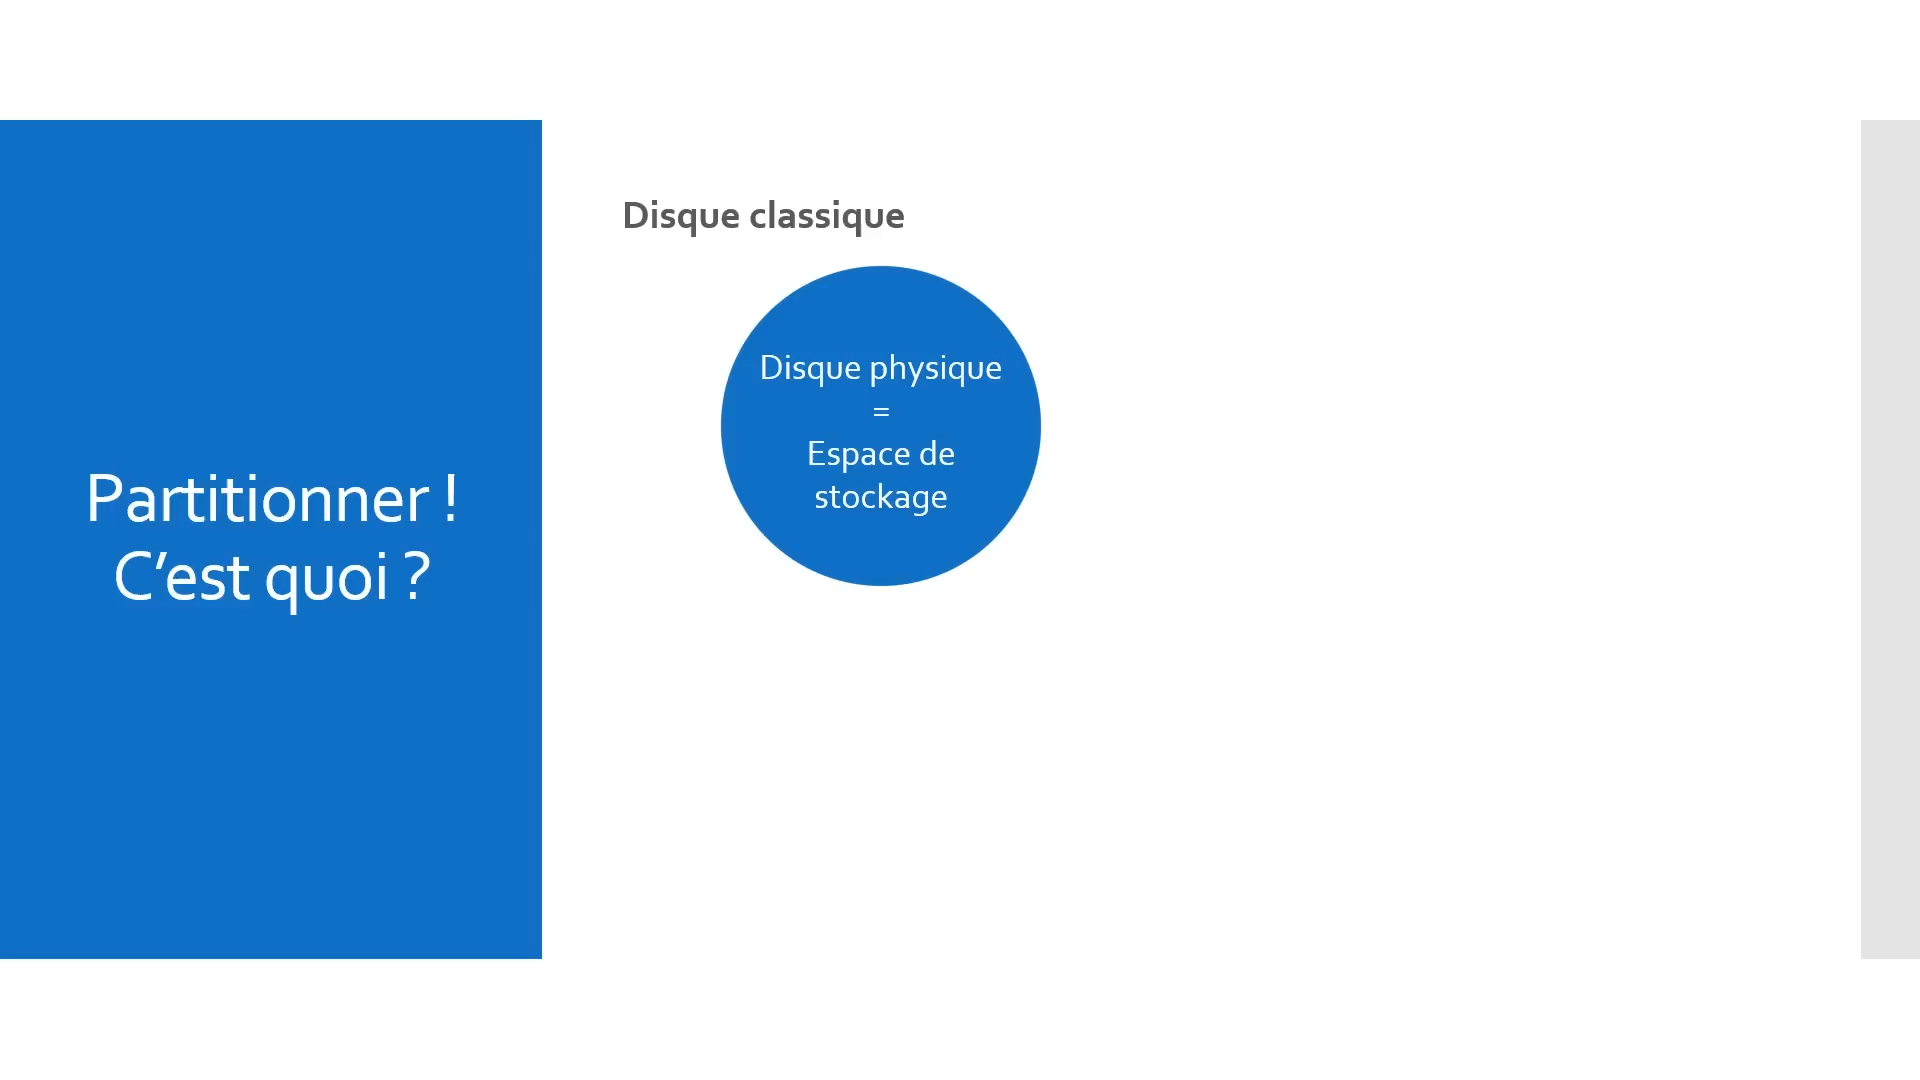 Partitionner !
C’est quoi ?
Disque classique
Disque physique
=
Espace de
stockage